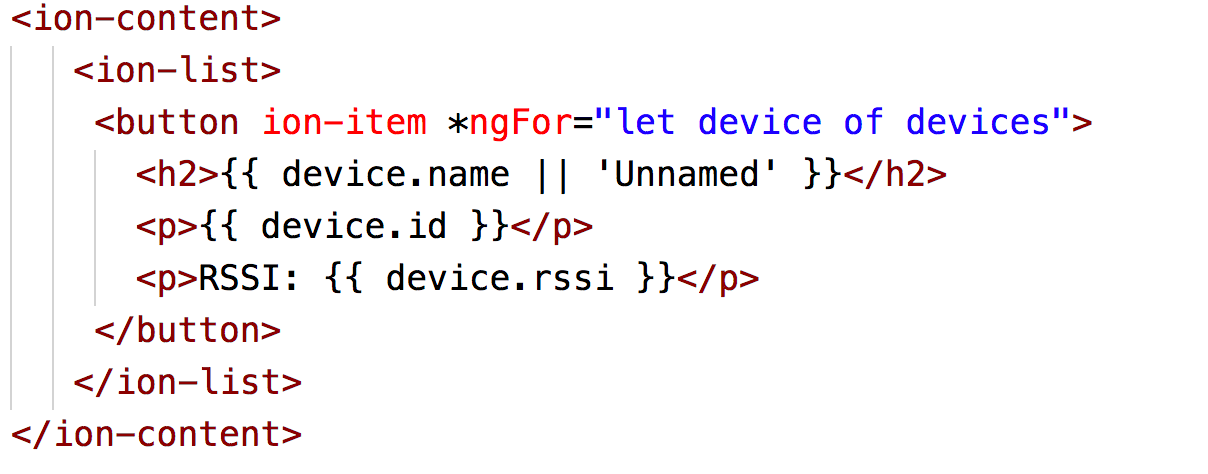 <ion-content>
<ion-list>
<button ion-item *ngFor="let device of devices">
<h2>{{ device.name || 'Unnamed' }}</h2>
<p>{{ device.id }}</p>
<p>RSSI: {{ device.rssi }}</p>
</button>
</ion-list>
</ion-content>